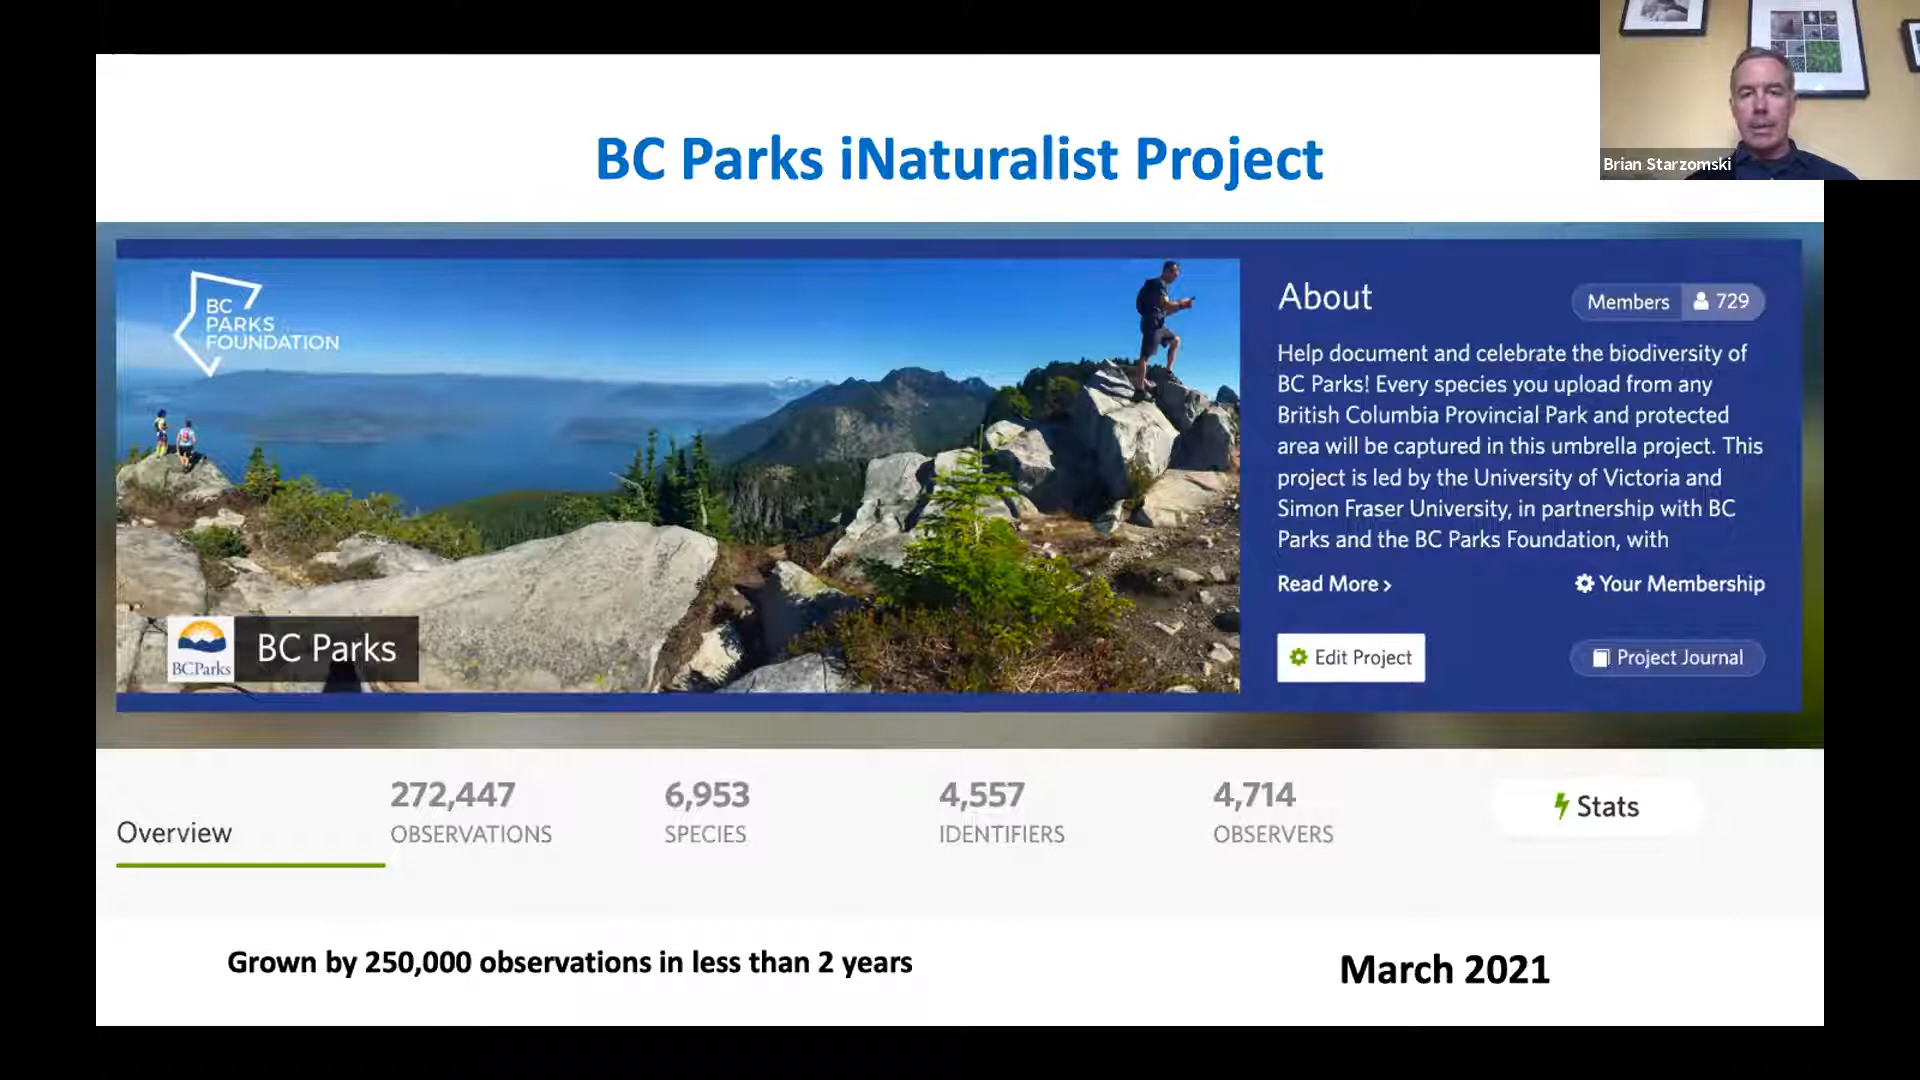 Brian Starzomski
BC Parks iNaturalist Project
BC
PARKS
FOUNDATION
BCParks
BC Parks
About
Members 729
Help document and celebrate the biodiversity of
BC Parks! Every species you upload from any
British Columbia Provincial Park and protected
area will be captured in this umbrella project. This
project is led by the University of Victoria and
Simon Fraser University, in partnership with BC
Parks and the BC Parks Foundation, with
Read More >
Your Membership
Edit Project
Project Journal
Overview
272,447
OBSERVATIONS
6,953
SPECIES
4,557
IDENTIFIERS
4,714
OBSERVERS
Stats
Grown by 250,000 observations in less than 2 years
March 2021